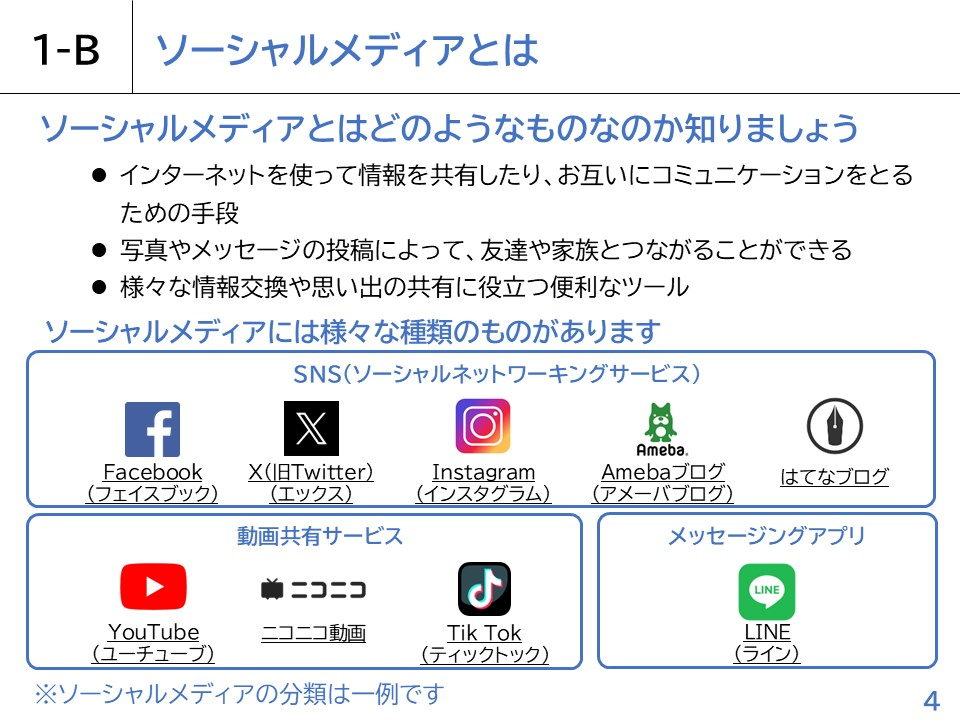 1-B
ソーシャルメディアとは
ソーシャルメディアとはどのようなものなのか知りましょう
● インターネットを使って情報を共有したり、お互いにコミュニケーションをとる
ための手段
● 写真やメッセージの投稿によって、友達や家族とつながることができる
● 様々な情報交換や思い出の共有に役立つ便利なツール
ソーシャルメディアには様々な種類のものがあります
SNS(ソーシャルネットワーキングサービス)
Ameba
Facebook
(フェイスブック)
X(旧Twitter)
(エックス)
Instagram
(インスタグラム)
Amebaブログ
(アメーバブログ)
はてなブログ
動画共有サービス
ニコニコ
YouTube
(ユーチューブ)
ニコニコ動画
Tik Tok
(ティックトック)
メッセージングアプリ
LINE
LINE
(ライン)
※ソーシャルメディアの分類は一例です
4